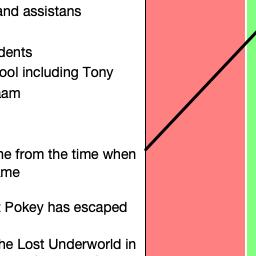 and assistans
dents
ool including Tony
am
ne from the time when
me
Pokey has escaped
he Lost Underworld in